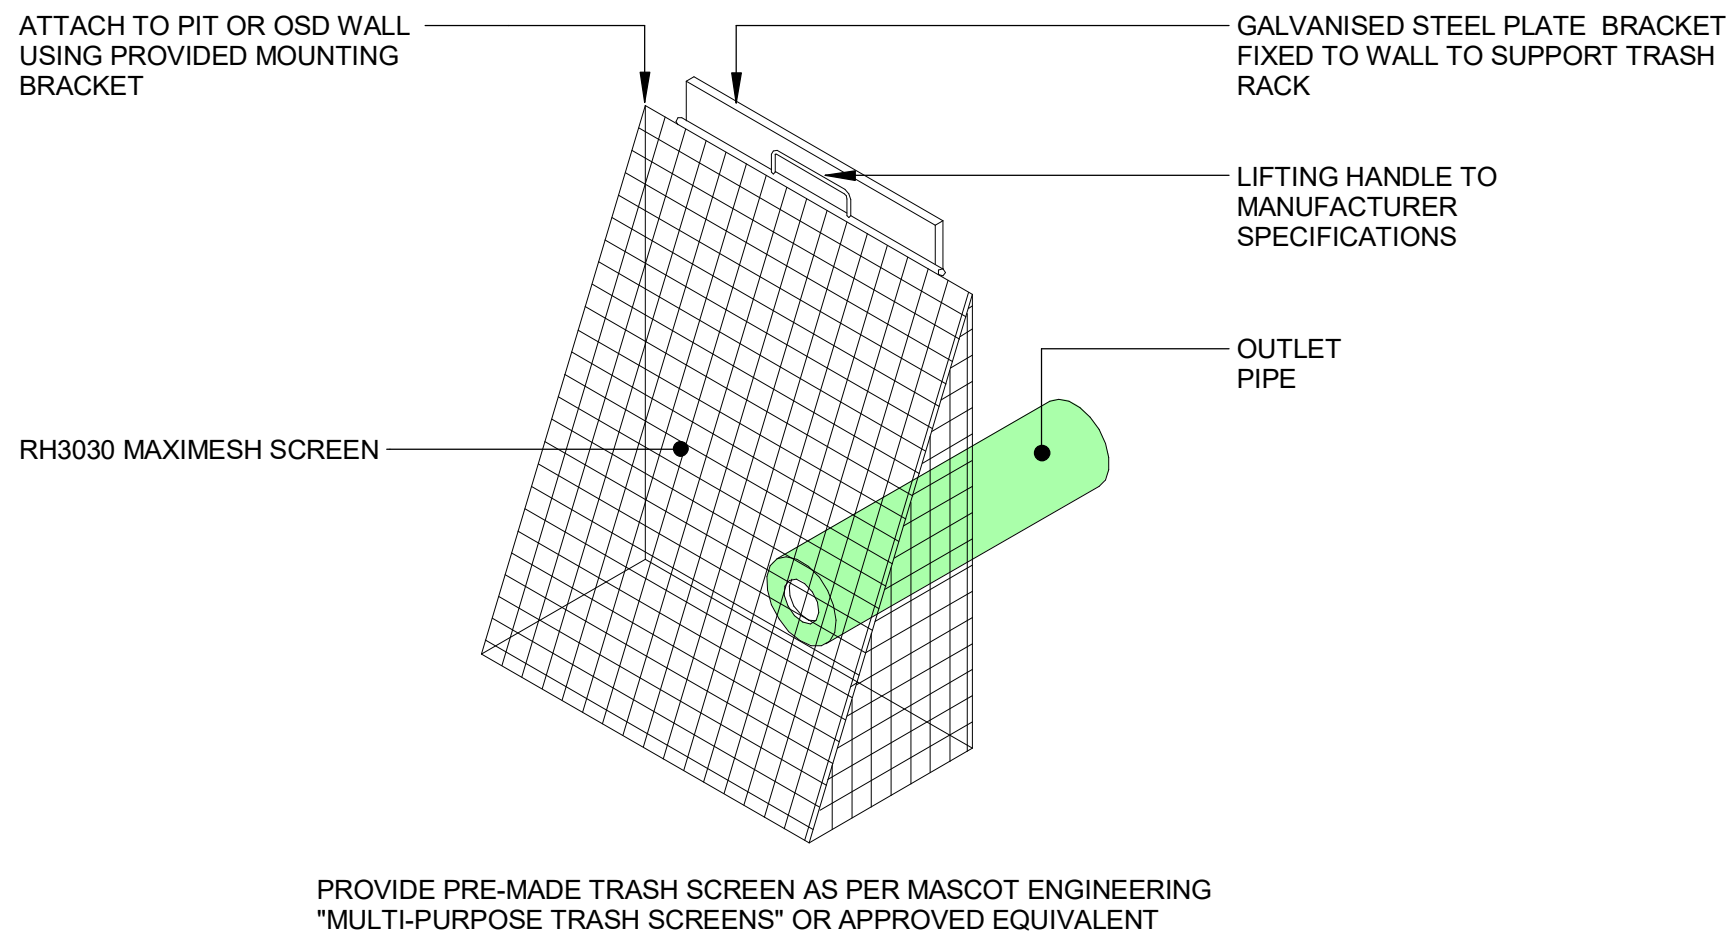 ATTACH TO PIT OR OSD WALL
USING PROVIDED MOUNTING
BRACKET
GALVANISED STEEL PLATE  BRACKET
FIXED TO WALL TO SUPPORT TRASH
RACK
LIFTING HANDLE TO
MANUFACTURER
SPECIFICATIONS
OUTLET
PIPE
RH3030 MAXIMESH SCREEN
PROVIDE PRE-MADE TRASH SCREEN AS PER MASCOT ENGINEERING
"MULTI-PURPOSE TRASH SCREENS" OR APPROVED EQUIVALENT